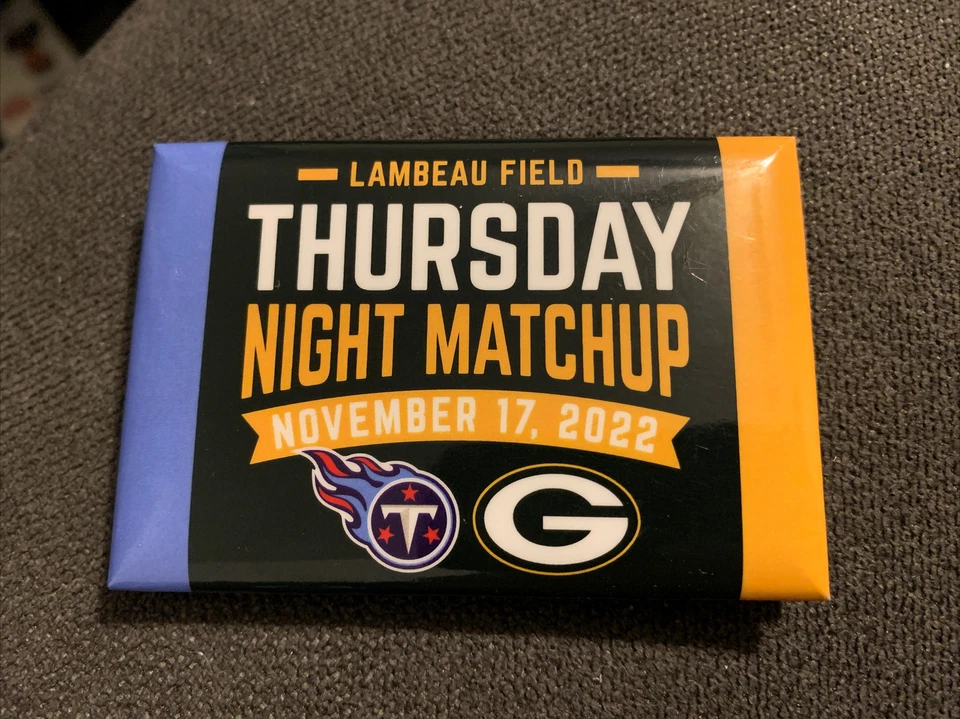 LAMBEAU FIELD
THURSDAY
NIGHT MATCHUP
NOVEMBER 17, 2022
T G